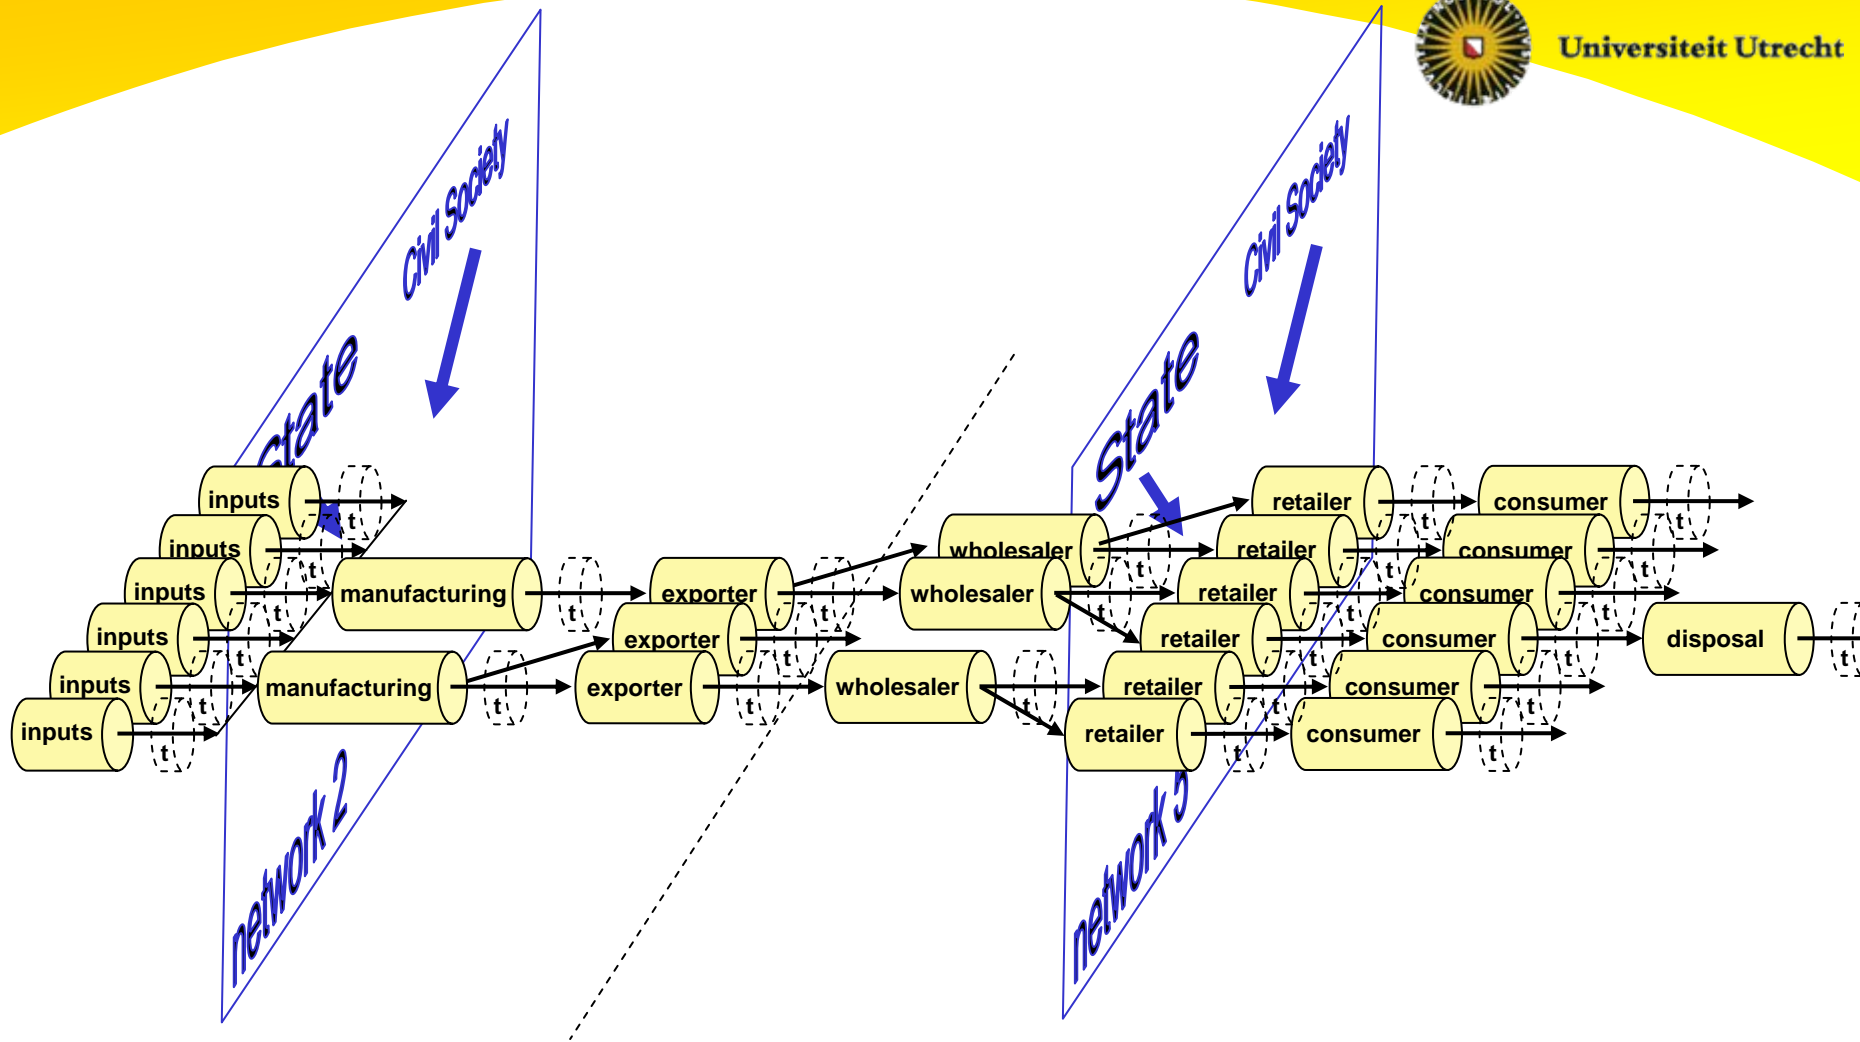 Universiteit Utrecht
Civil Society
State
network 2
Civil Society
State
network 5
inputs
t
retailer
t
consumer
t
inputs
t
wholesaler
t
retailer
t
consumer
t
inputs
t
manufacturing
t
exporter
t
wholesaler
t
retailer
t
consumer
t
inputs
t
exporter
t
retailer
t
consumer
t
disposal
t
inputs
t
manufacturing
t
exporter
t
wholesaler
t
retailer
t
consumer
t
inputs
t
retailer
t
consumer
t